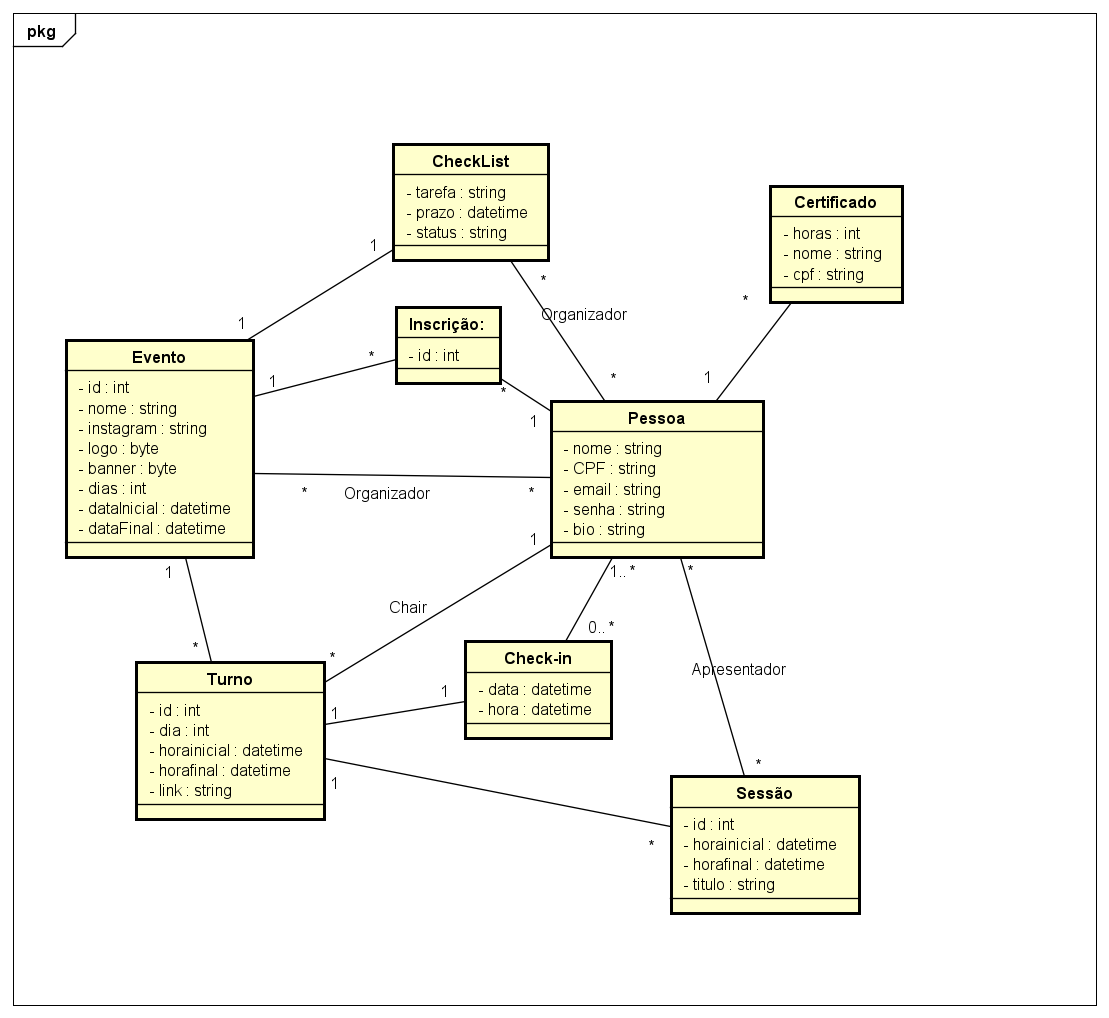 pkg
CheckList
- tarefa : string
- prazo : datetime
- status : string
Certificado
- horas : int
- nome : string
- cpf : string
1
*
Organizador
*
*
1
1
Inscrição:
- id : int
*
1
*
1
Evento
- id : int
- nome : string
- instagram : string
- logo : byte
- banner : byte
- dias : int
- dataInicial : datetime
- dataFinal : datetime
Pessoa
- nome : string
- CPF : string
- email : string
- senha : string
- bio : string
*
Organizador
*
1
1
*
Chair
*
1..*
0..*
*
Apresentador
*
Turno
- id : int
- dia : int
- horainicial : datetime
- horafinal : datetime
- link : string
Check-in
- data : datetime
- hora : datetime
1
1
1
*
Sessão
- id : int
- horainicial : datetime
- horafinal : datetime
- titulo : string